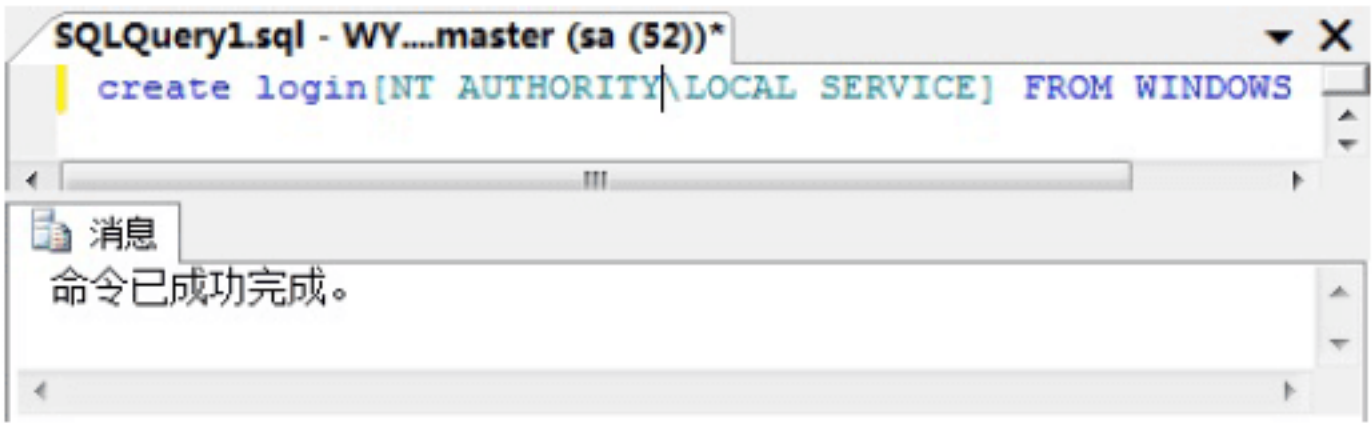 SQLQuery1.sql - WY....master (sa (52))*
create login[NT AUTHORITY\LOCAL SERVICE] FROM WINDOWS
消息
命令已成功完成。